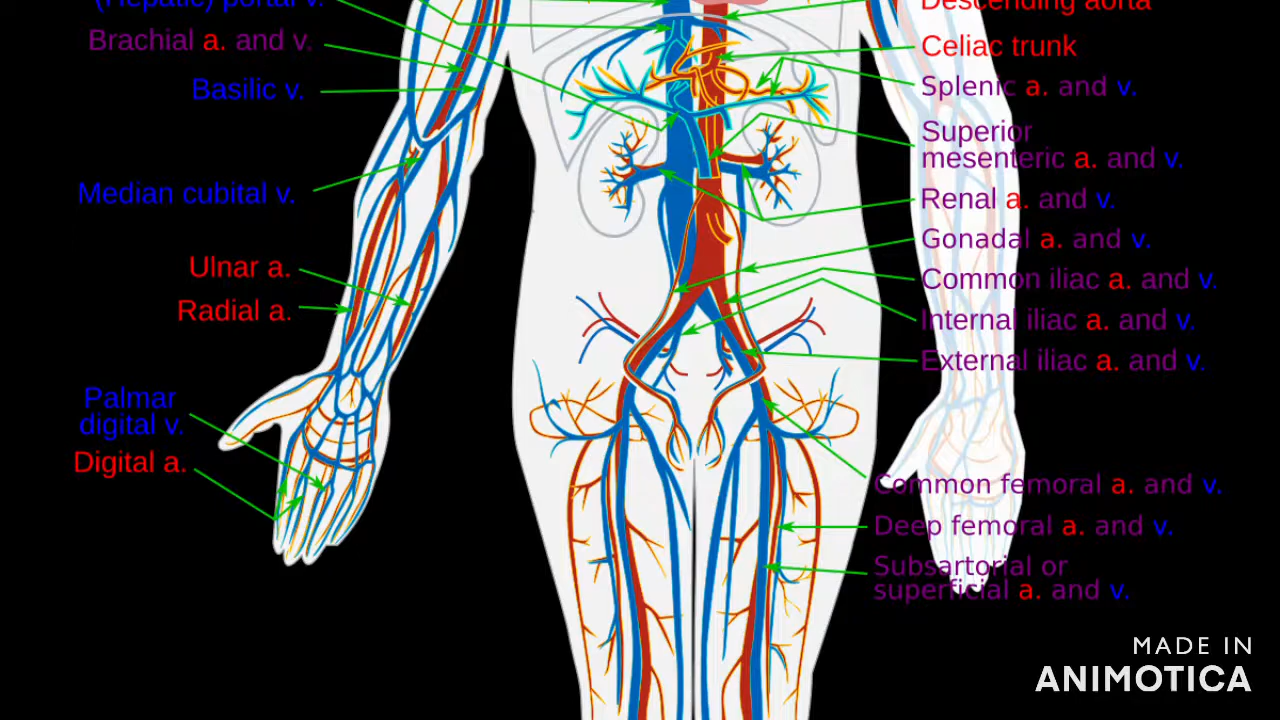 (Hepatic) portal v.
Brachial a. and v.
Basilic v.
Median cubital v.
Ulnar a.
Radial a.
Palmar
digital v.
Digital a.
Descending aorta
Celiac trunk
Splenic a. and v.
Superior
mesenteric a. and v.
Renal a. and v.
Gonadal a. and v.
Common iliac a. and v.
Internal iliac a. and v.
External iliac a. and v.
Common femoral a. and v.
Deep femoral a. and v.
Subsartorial or
superficial a. and v.
MADE IN
ANIMOTICA